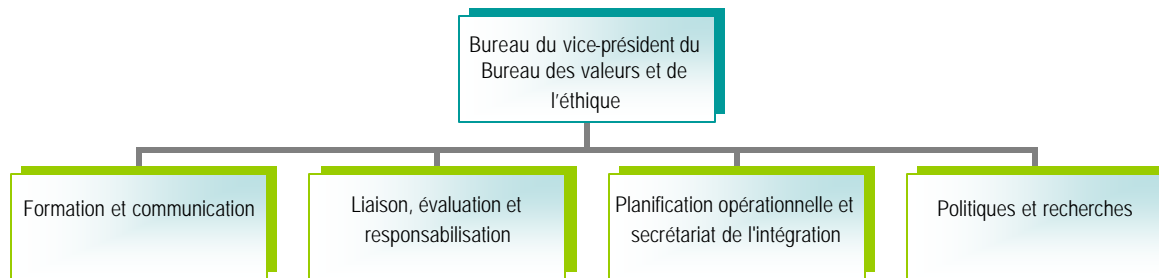 Bureau du vice-président du
Bureau des valeurs et de
l'éthique
Formation et communication
Liaison, évaluation et
responsabilisation
Planification opérationnelle et
secrétariat de l'intégration
Politiques et recherches